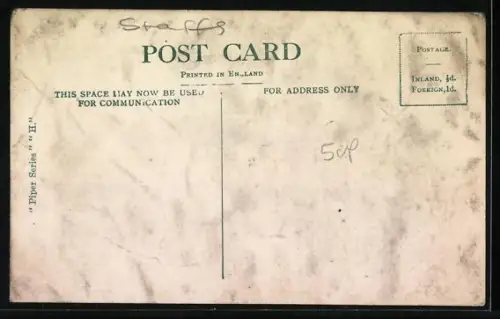 Staffs
POST CARD
PRINTED IN ENGLAND
THIS SPACE MAY NOW BE USED
FOR COMMUNICATION
FOR ADDRESS ONLY
POSTAGE.
INLAND, ½d.
FOREIGN, 1d.
50p
"Piper Series" "H."